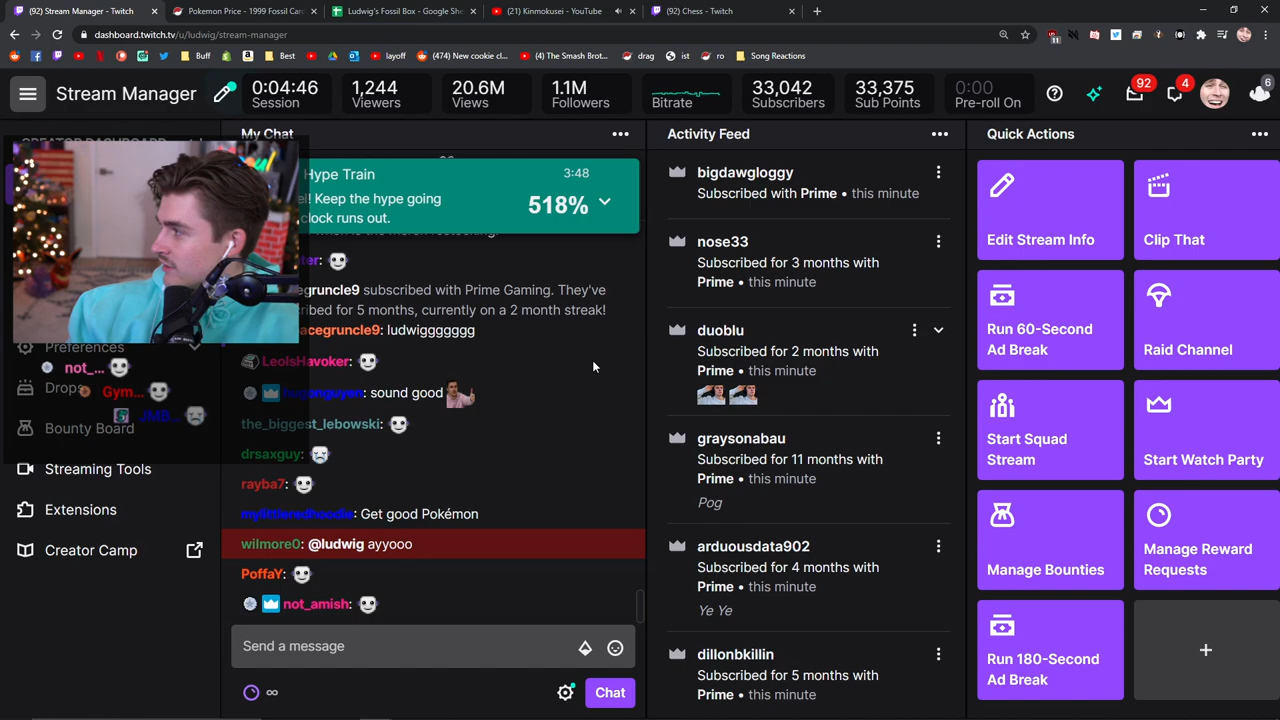 (92) Stream Manager - Twitch
Pokemon Price - 1999 Fossil Car
Ludwig's Fossil Box - Google She
(21) Kinmokusei - YouTube
(92) Chess - Twitch
dashboard.twitch.tv/u/ludwig/stream-manager
11
Buff
Best
layoff
(474) New cookie cl
(4) The Smash Brot
drag
ist
ro
Song Reactions
Stream Manager
0:04:46
Session
1,244
Viewers
20.6M
Views
1.1M
Followers
Bitrate
33,042
Subscribers
33,375
Sub Points
0:00
Pre-roll On
92
4
6
CREATOR DASHBOARD
My Chat
Hype Train
3:48
el! Keep the hype going
clock runs out.
518%
gruncle9 subscribed with Prime Gaming. They've
ribed for 5 months, currently on a 2 month streak!
acegruncle9: ludwiggggggg
LeoIsHavoker:
sound good
the_biggest_lebowski:
drsaxguy:
rayba7:
Get good Pokémon
wilmore0: @ludwig ayyooo
PoffaY:
not_amish:
Send a message
∞
Chat
Preferences
not_...
Drops
Gym...
JMB...
Bounty Board
Streaming Tools
Extensions
Creator Camp
Activity Feed
bigdawgloggy
Subscribed with Prime • this minute
nose33
Subscribed for 3 months with
Prime • this minute
duoblu
Subscribed for 2 months with
Prime • this minute
graysonabau
Subscribed for 11 months with
Prime • this minute
Pog
arduousdata902
Subscribed for 4 months with
Prime • this minute
Ye Ye
dillonbkillin
Subscribed for 5 months with
Prime • this minute
Quick Actions
Edit Stream Info
Clip That
Run 60-Second
Ad Break
Raid Channel
Start Squad
Stream
Start Watch Party
Manage Bounties
Manage Reward
Requests
Run 180-Second
Ad Break
+